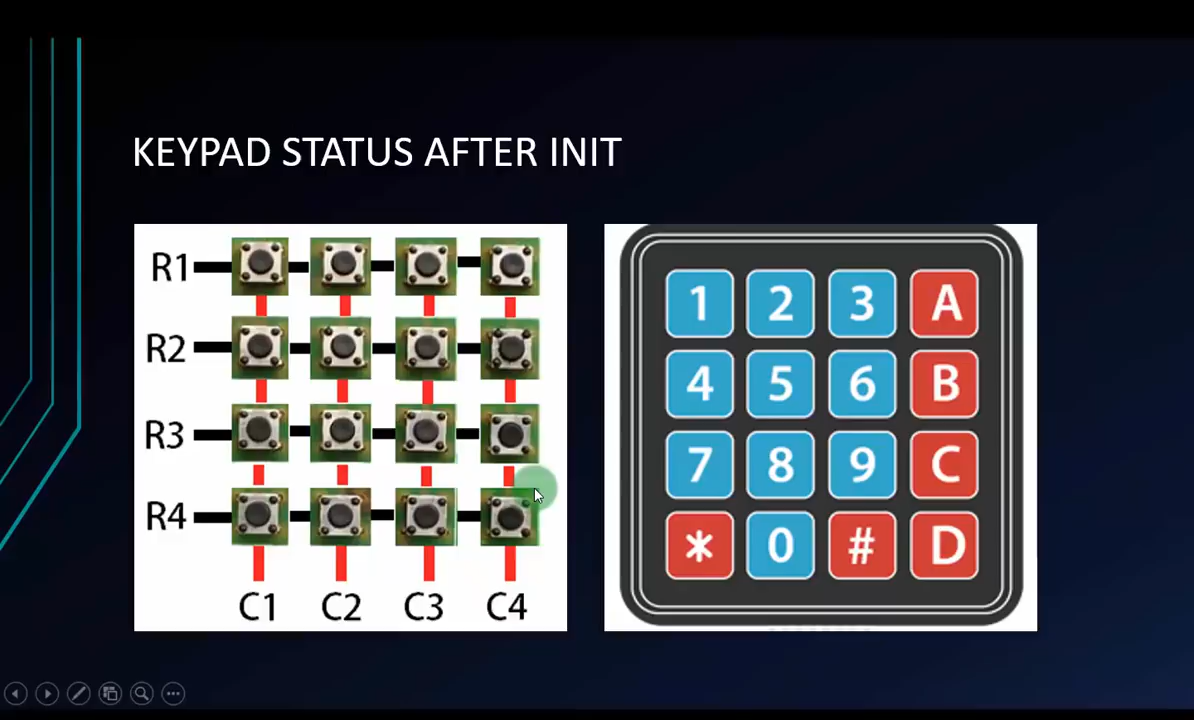 KEYPAD STATUS AFTER INIT
R1
R2
R3
R4
C1 C2 C3 C4
1 2 3 A
4 5 6 B
7 8 9 C
* 0 # D